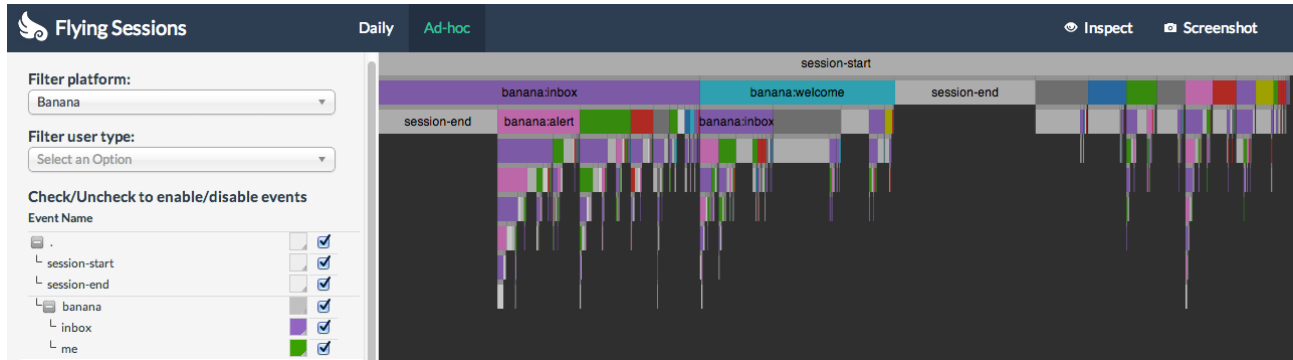 Flying Sessions
Daily
Ad-hoc
Inspect
Screenshot
Filter platform:
Banana
Filter user type:
Select an Option
Check/Uncheck to enable/disable events
Event Name
.
session-start
session-end
banana
inbox
me
session-start
banana:inbox
banana:welcome
session-end
session-end
banana:alert
banana:inbox